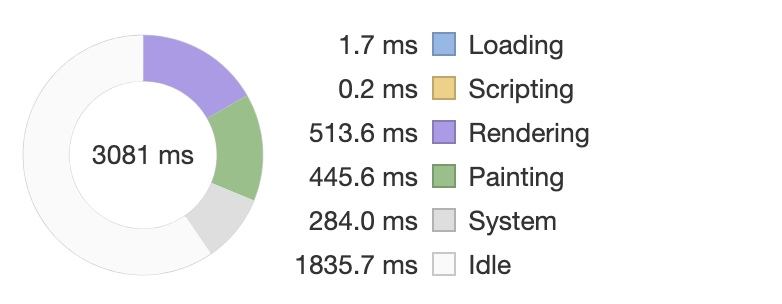 3081 ms
1.7 ms Loading
0.2 ms Scripting
513.6 ms Rendering
445.6 ms Painting
284.0 ms System
1835.7 ms Idle